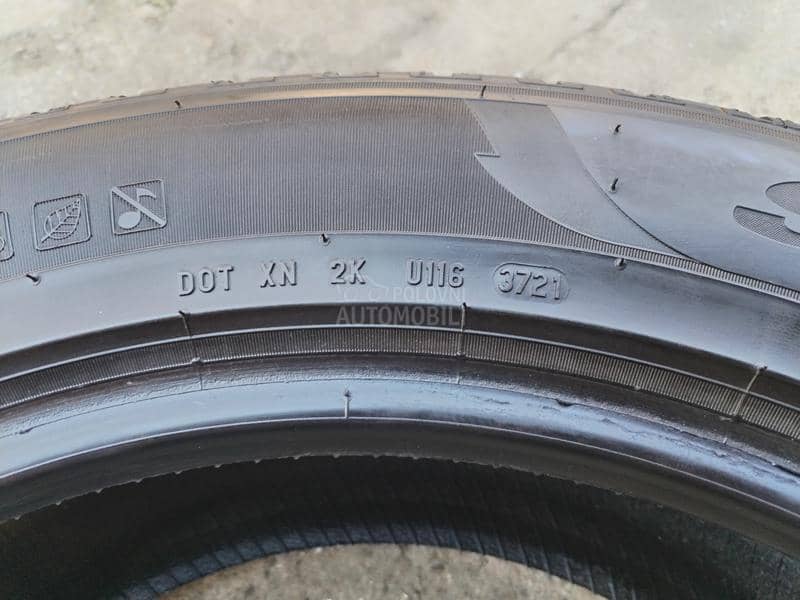 DOT XN 2K U116 3721
POLOVNI
AUTOMOBILI
S